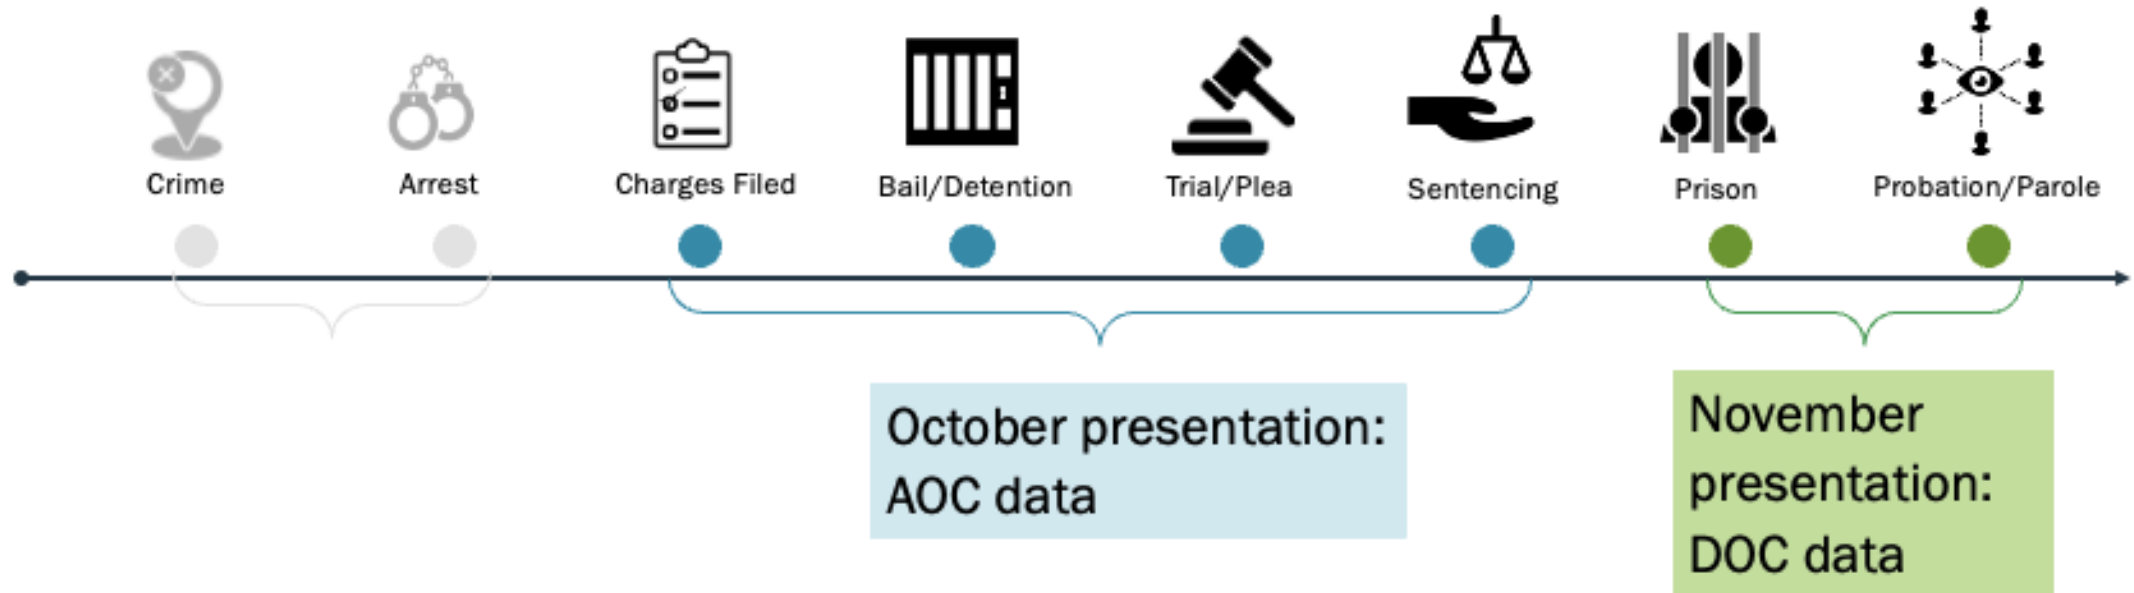 Crime
Arrest
Charges Filed
Bail/Detention
Trial/Plea
Sentencing
Prison
Probation/Parole
October presentation:
AOC data
November
presentation:
DOC data